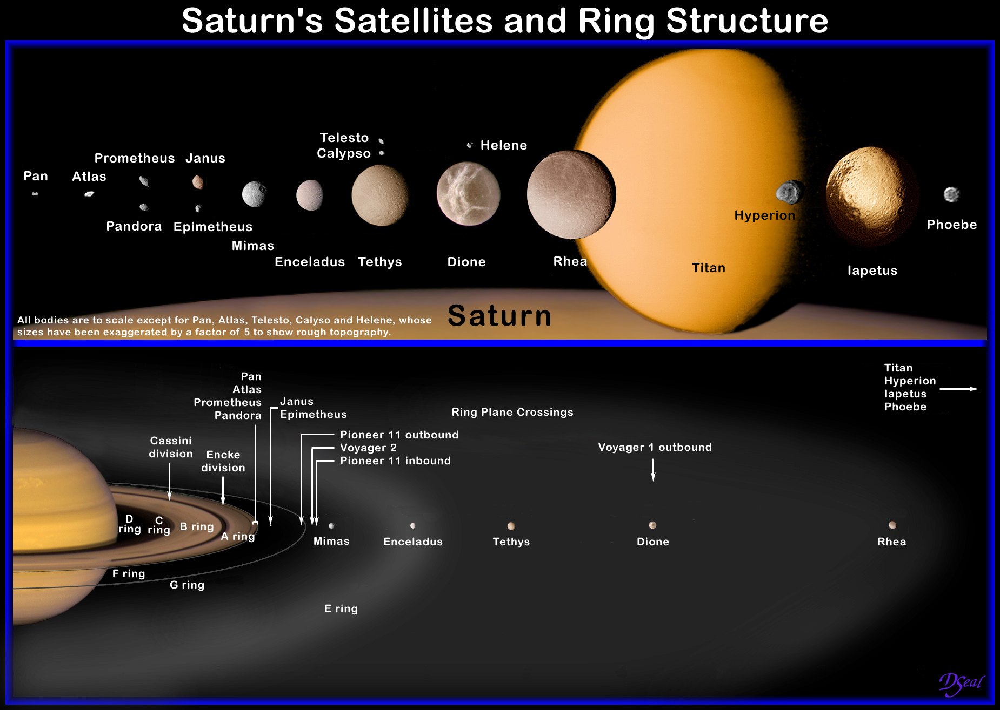 Saturn's Satellites and Ring Structure
Telesto
Calypso
Helene
Prometheus
Janus
Pan
Atlas
Hyperion
Phoebe
Pandora
Epimetheus
Mimas
Enceladus
Tethys
Dione
Rhea
Titan
Iapetus
Saturn
All bodies are to scale except for Pan, Atlas, Telesto, Calyso and Helene, whose
sizes have been exaggerated by a factor of 5 to show rough topography.
Pan
Atlas
Prometheus
Pandora
Janus
Epimetheus
Ring Plane Crossings
Titan
Hyperion
Iapetus
Phoebe
Pioneer 11 outbound
Voyager 2
Pioneer 11 inbound
Voyager 1 outbound
Cassini
division
Encke
division
D
ring
C
ring
B ring
A ring
Mimas
Enceladus
Tethys
Dione
Rhea
F ring
G ring
E ring
DSeal